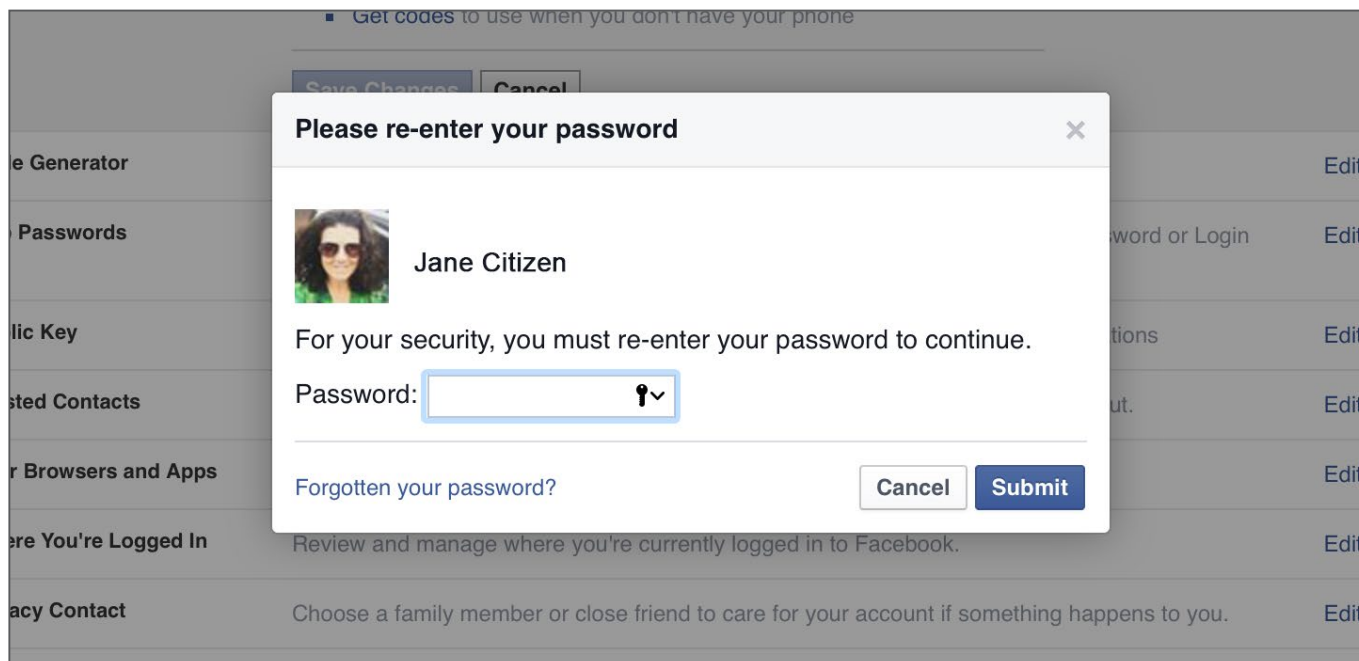 Get codes to use when you don't have your phone
Save Changes Cancel
Please re-enter your password ×
e Generator Edit
Passwords sword or Login Edit
Jane Citizen
lic Key tions Edit
For your security, you must re-enter your password to continue.
sted Contacts ut. Edit
Password:
r Browsers and Apps Edit
Forgotten your password? Cancel Submit
ere You're Logged In Review and manage where you're currently logged in to Facebook. Edit
acy Contact Choose a family member or close friend to care for your account if something happens to you. Edit